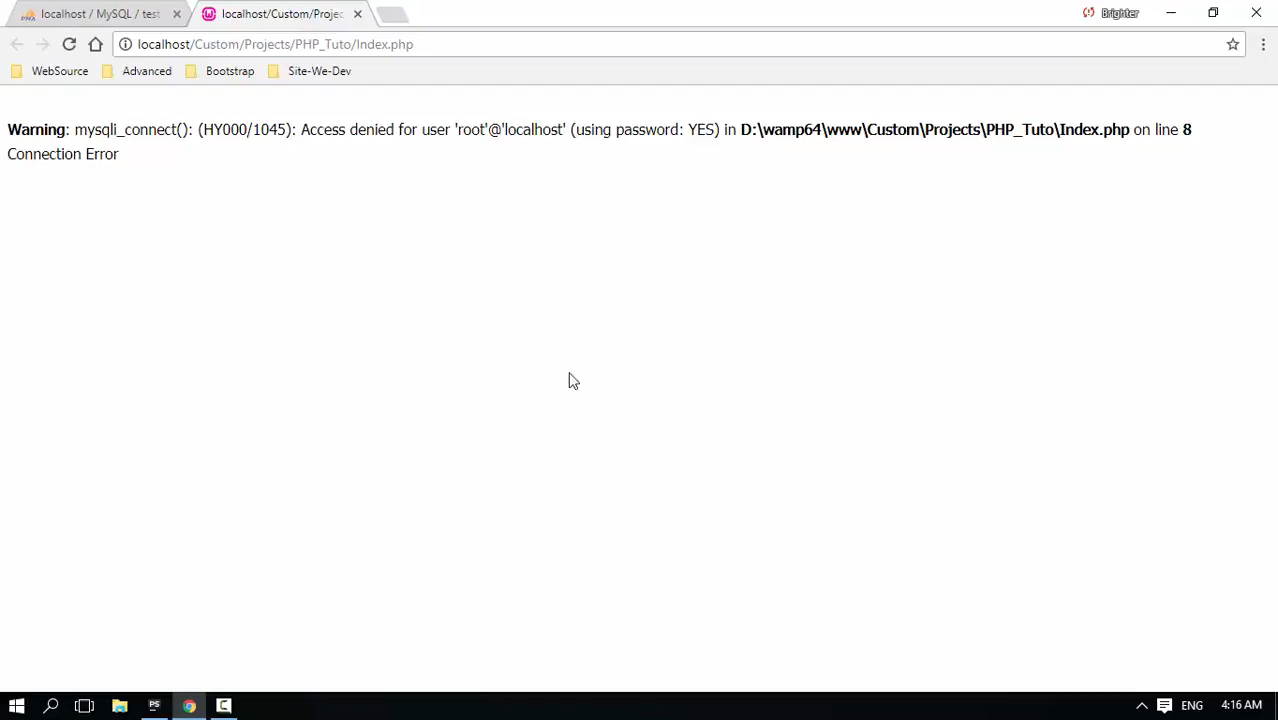 localhost / MySQL / test
localhost/Custom/Projec
Brighter
localhost/Custom/Projects/PHP_Tuto/Index.php
WebSource
Advanced
Bootstrap
Site-We-Dev
Warning: mysqli_connect(): (HY000/1045): Access denied for user 'root'@'localhost' (using password: YES) in D:\wamp64\www\Custom\Projects\PHP_Tuto\Index.php on line 8
Connection Error
PS
C
ENG
4:16 AM